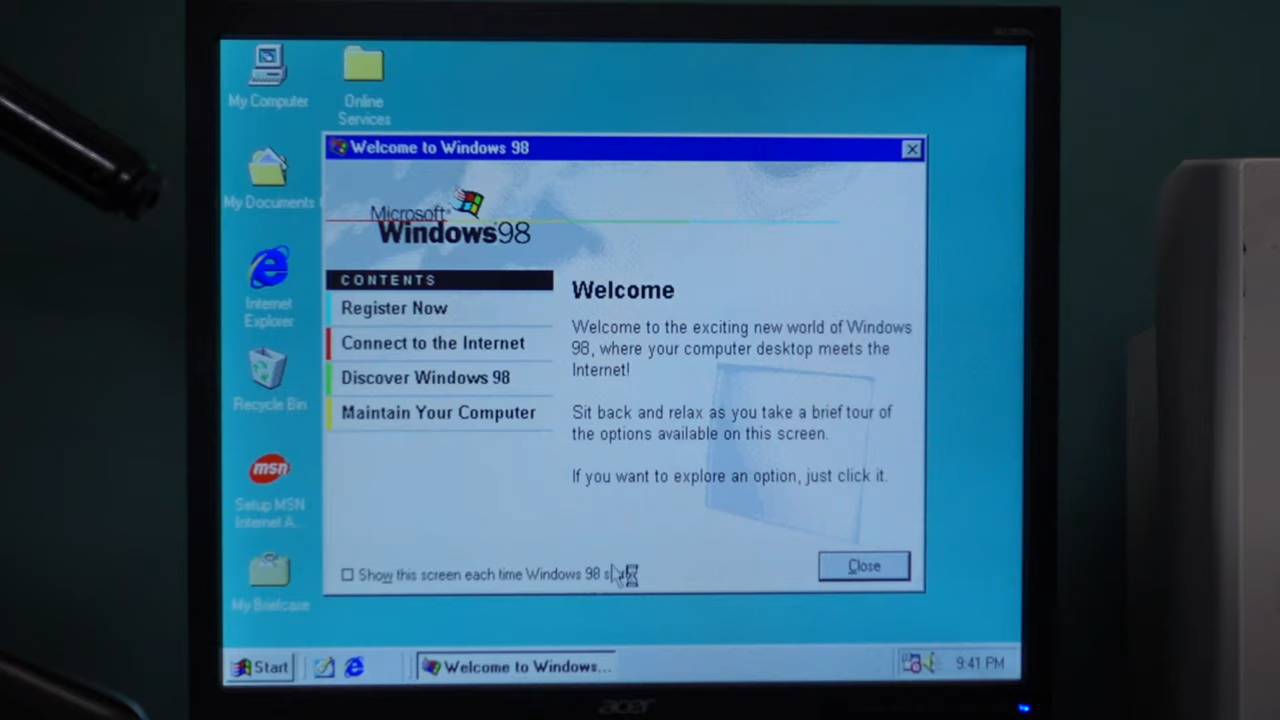 My Computer
Online
Services
My Documents
Internet
Explorer
Recycle Bin
msn
Setup MSN
Internet A...
My Briefcase
Welcome to Windows 98
Microsoft
Windows98
CONTENTS
Register Now
Connect to the Internet
Discover Windows 98
Maintain Your Computer
Welcome
Welcome to the exciting new world of Windows
98, where your computer desktop meets the
Internet!
Sit back and relax as you take a brief tour of
the options available on this screen.
If you want to explore an option, just click it.
Show this screen each time Windows 98 s
Close
Start
Welcome to Windows...
9:41 PM
acer